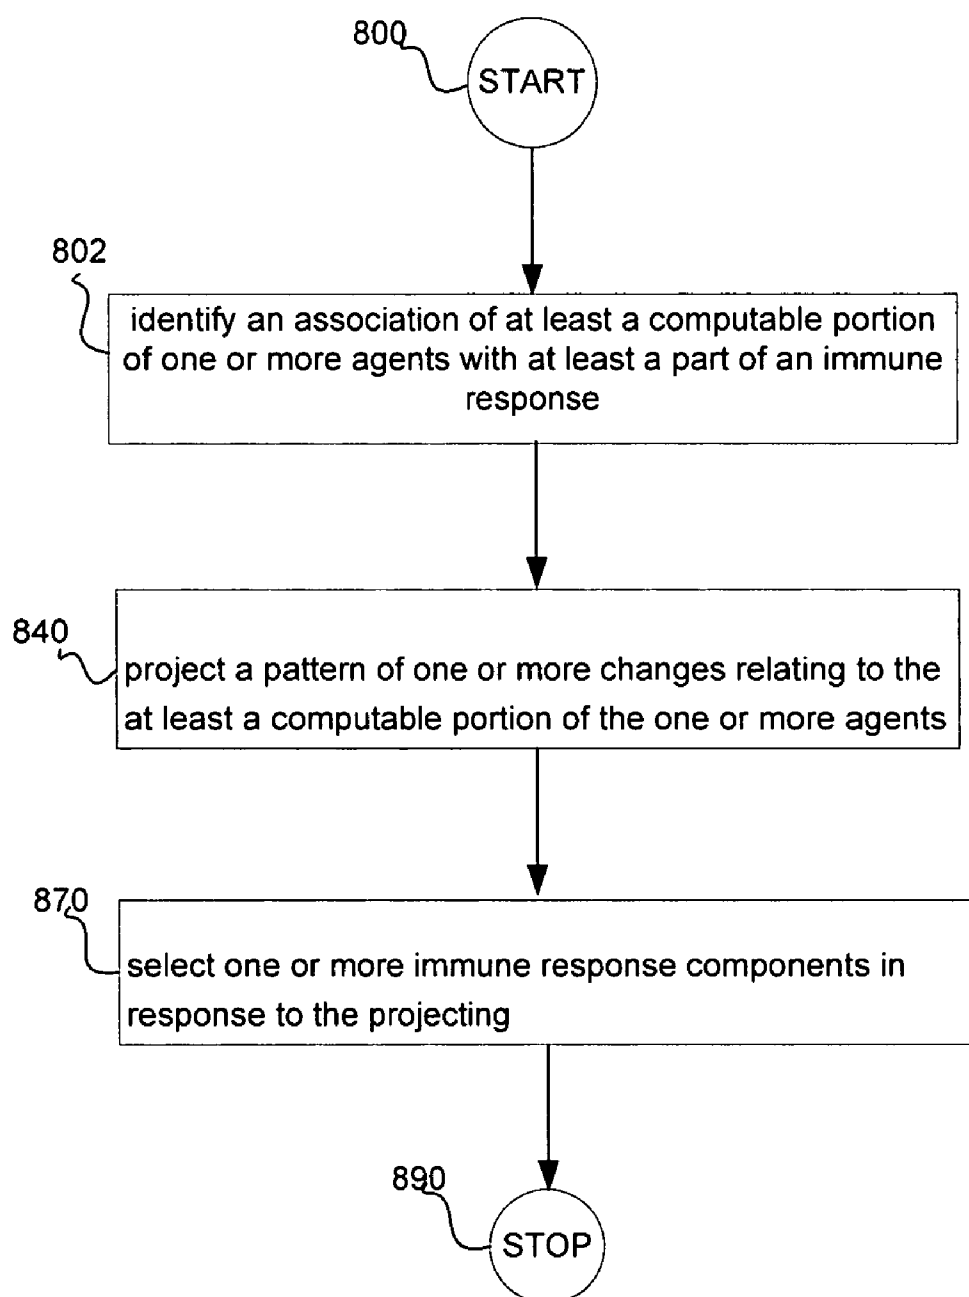 800
START
802
identify an association of at least a computable portion
of one or more agents with at least a part of an immune
response
840
project a pattern of one or more changes relating to the
at least a computable portion of the one or more agents
870
select one or more immune response components in
response to the projecting
890
STOP